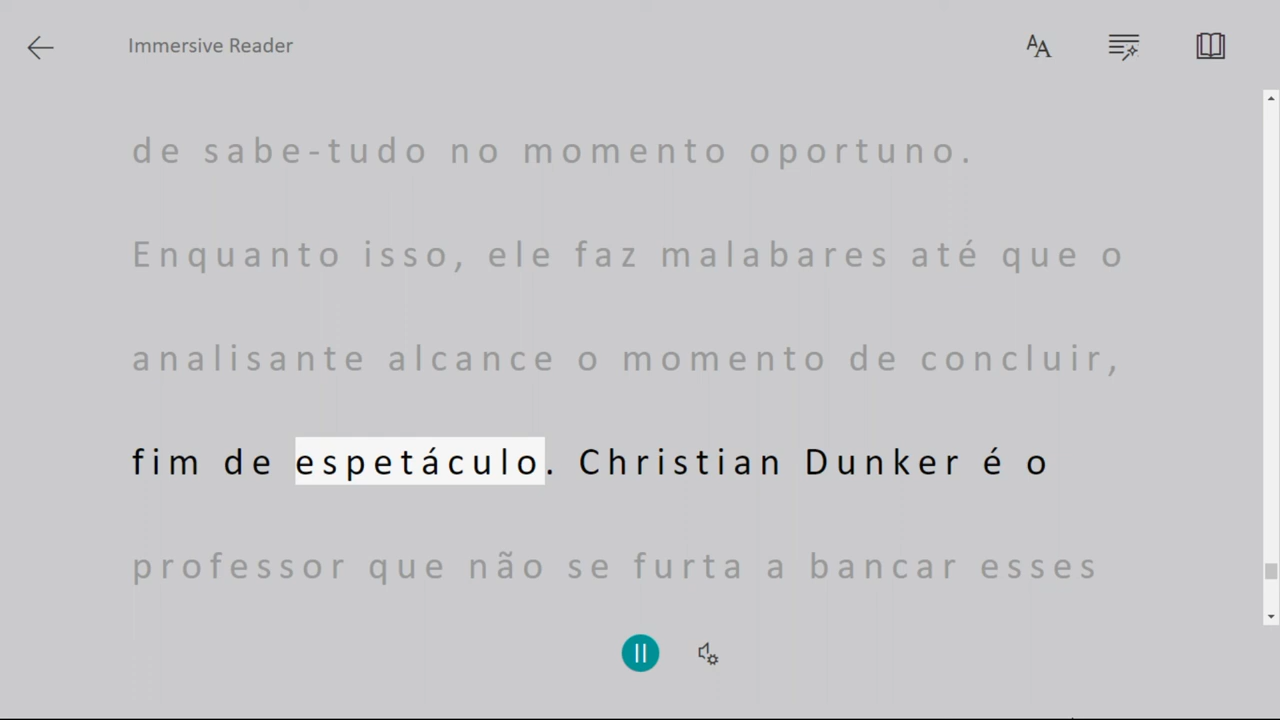 Immersive Reader
de sabe-tudo no momento oportuno.
Enquanto isso, ele faz malabares até que o
analisante alcance o momento de concluir,
fim de espetáculo. Christian Dunker é o
professor que não se furta a bancar esses